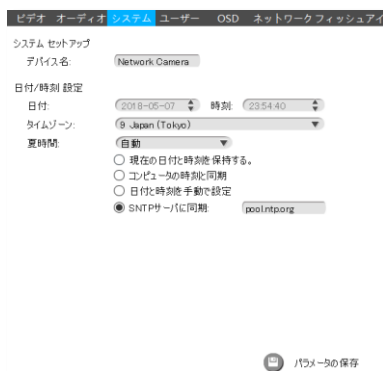 ビデオ オーディオ システム ユーザー OSD ネットワーク フィッシュアイ
システム セットアップ
デバイス名: Network Camera
日付/時刻 設定
日付: 2018-05-07 時刻: 23:54:40
タイムゾーン: 9 Japan (Tokyo)
夏時間: 自動
現在の日付と時刻を保持する。
コンピュータの時刻と同期
日付と時刻を手動で設定
SNTPサーバに同期: pool.ntp.org
パラメータの保存